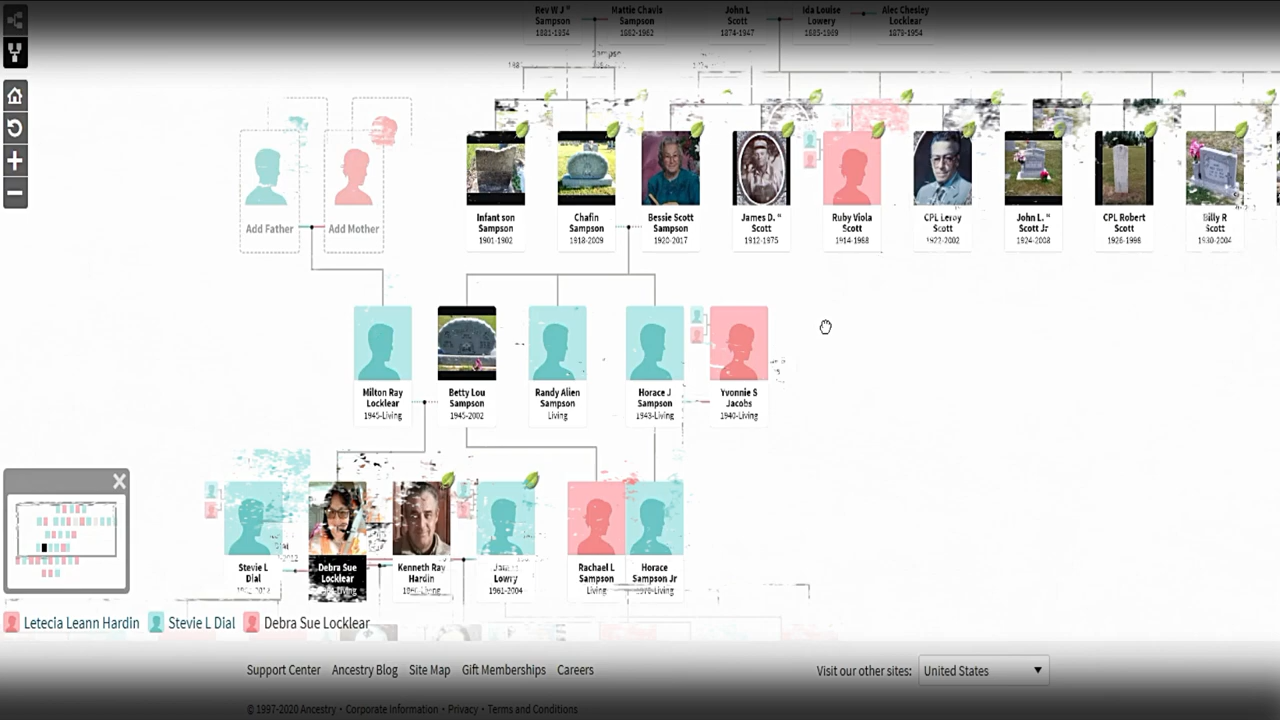 Rev W J "
Sampson
1881-1954
Mattie Chavis
Sampson
1882-1962
John L
Scott
1874-1947
Ida Louise
Lowery
1885-1969
Alec Chesley
Locklear
1878-1954
Add Father
Add Mother
Infant son
Sampson
1901-1902
Chafin
Sampson
1918-2009
Bessie Scott
Sampson
1920-2017
James D. "
Scott
1912-1975
Ruby Viola
Scott
1914-1968
CPL Leroy
Scott
1922-2002
John L. "
Scott Jr
1924-2008
CPL Robert
Scott
1926-1998
Billy R
Scott
1930-2004
Milton Ray
Locklear
1945-Living
Betty Lou
Sampson
1945-2002
Randy Allen
Sampson
Living
Horace J
Sampson
1943-Living
Yvonnie S
Jacobs
1940-Living
Stevie L
Dial
Debra Sue
Locklear
Kenneth Ray
Hardin
Lowry
1961-2004
Rachael L
Sampson
Living
Horace
Sampson Jr
Letecia Leann Hardin
Stevie L Dial
Debra Sue Locklear
Support Center
Ancestry Blog
Site Map
Gift Memberships
Careers
Visit our other sites:
United States
© 1997-2020 Ancestry • Corporate Information • Privacy • Terms and Conditions